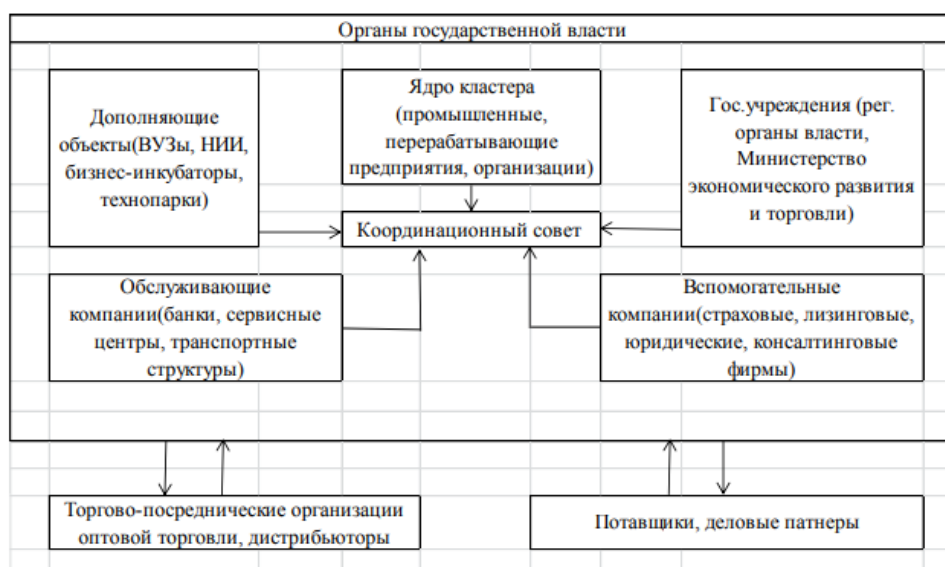 Органы государственной власти
Дополняющие
объекты(ВУЗы, НИИ,
бизнес-инкубаторы,
технопарки)
Ядро кластера
(промышленные,
перерабатывающие
предприятия, организации)
Гос.учреждения (рег.
органы власти,
Министерство
экономического развития
и торговли)
Координационный совет
Обслуживающие
компании(банки, сервисные
центры, транспортные
структуры)
Вспомогательные
компании(страховые, лизинговые,
юридические, консалтинговые
фирмы)
Торгово-посреднические организации
оптовой торговли, дистрибьюторы
Потавщики, деловые патнеры